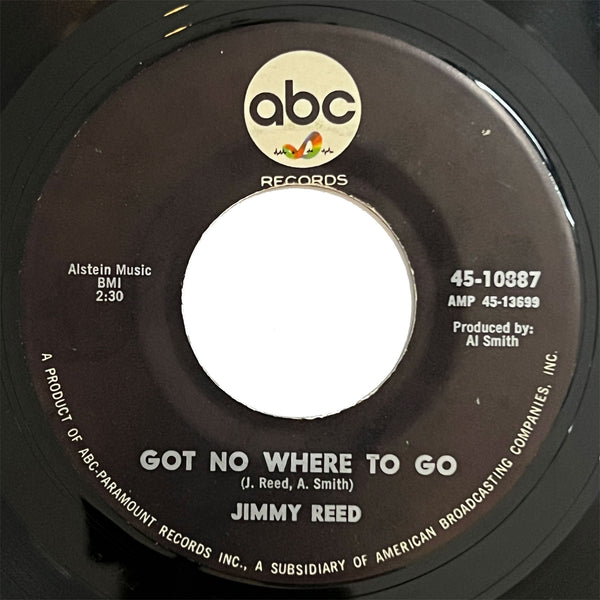 abc
RECORDS
Alstein Music
BMI
2:30
45-10887
AMP 45-13699
Produced by:
Al Smith
GOT NO WHERE TO GO
(J. Reed, A. Smith)
JIMMY REED
A PRODUCT OF ABC-PARAMOUNT RECORDS INC., A SUBSIDIARY OF AMERICAN BROADCASTING COMPANIES, INC.